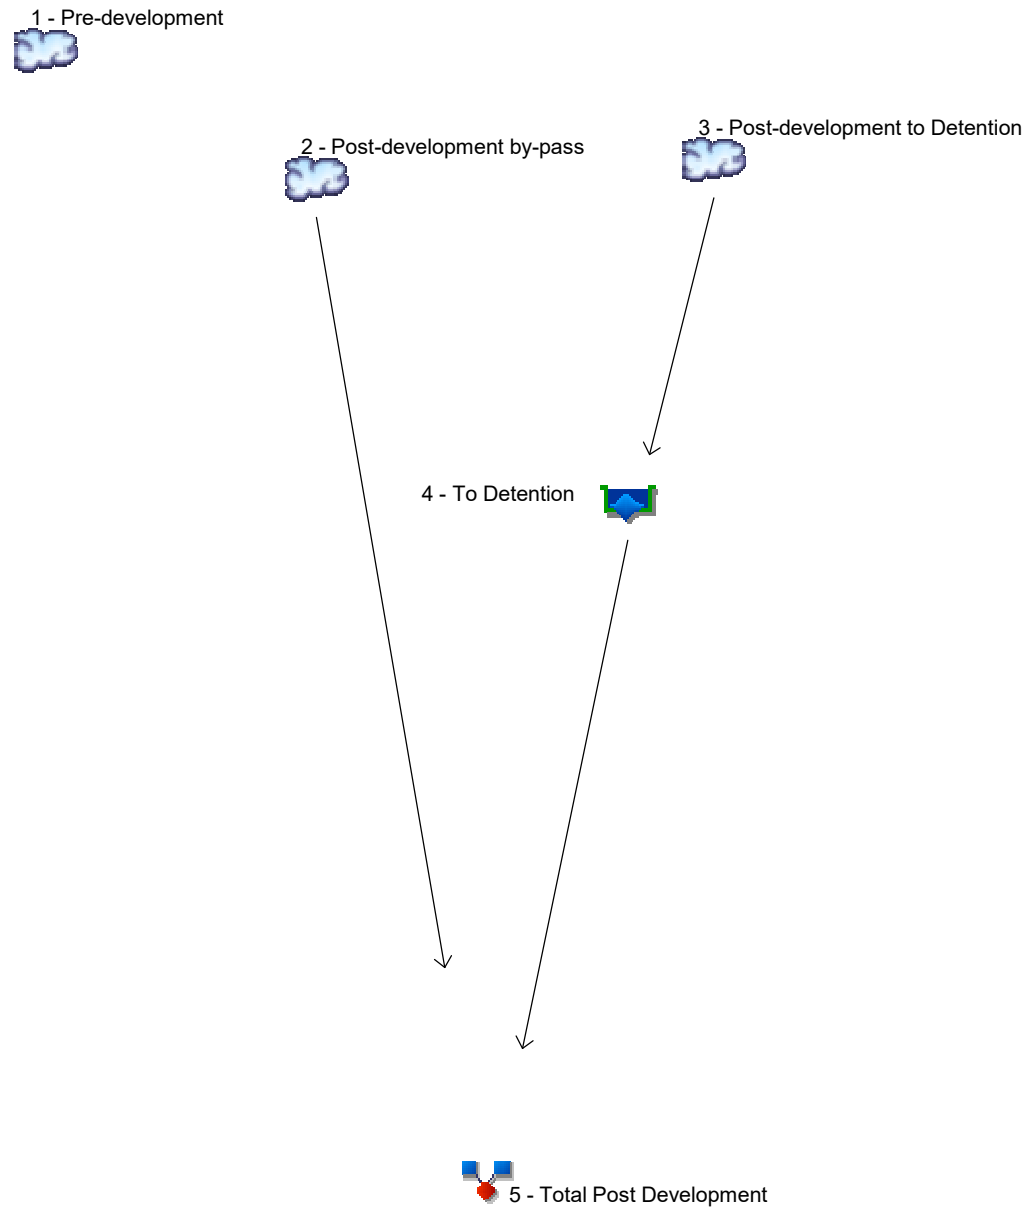 1 - Pre-development
3 - Post-development to Detention
2 - Post-development by-pass
4 - To Detention
5 - Total Post Development